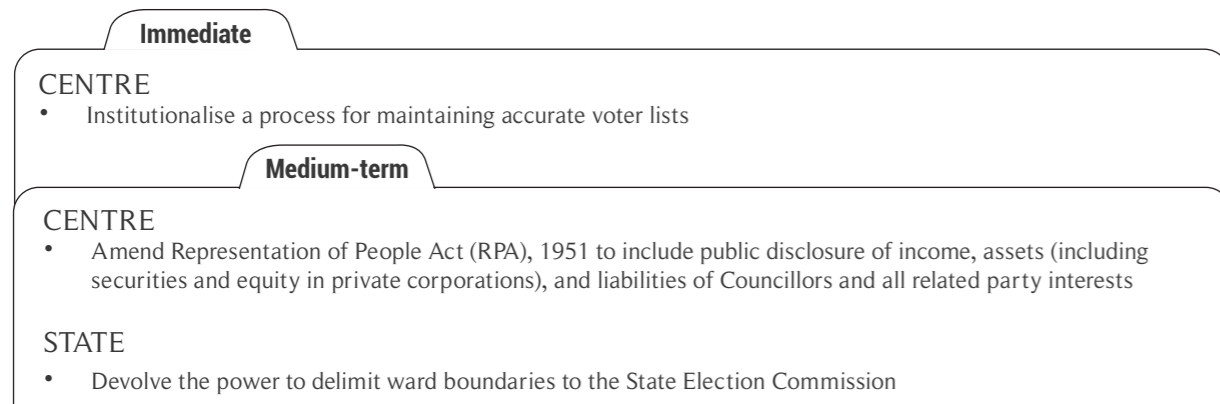 Immediate
CENTRE
• Institutionalise a process for maintaining accurate voter lists
Medium-term
CENTRE
• Amend Representation of People Act (RPA), 1951 to include public disclosure of income, assets (including
securities and equity in private corporations), and liabilities of Councillors and all related party interests
STATE
• Devolve the power to delimit ward boundaries to the State Election Commission